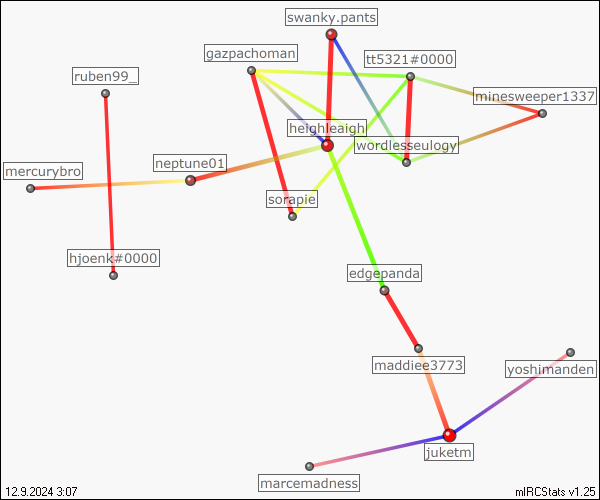 swanky.pants
gazpachoman
tt5321#0000
ruben99_
minesweeper1337
heighleaigh
wordlesseulogy
neptune01
mercurybro
sorapie
hjoenk#0000
edgepanda
maddiee3773
yoshimanden
juketm
marcemadness
12.9.2024 3:07
mIRCStats v1.25